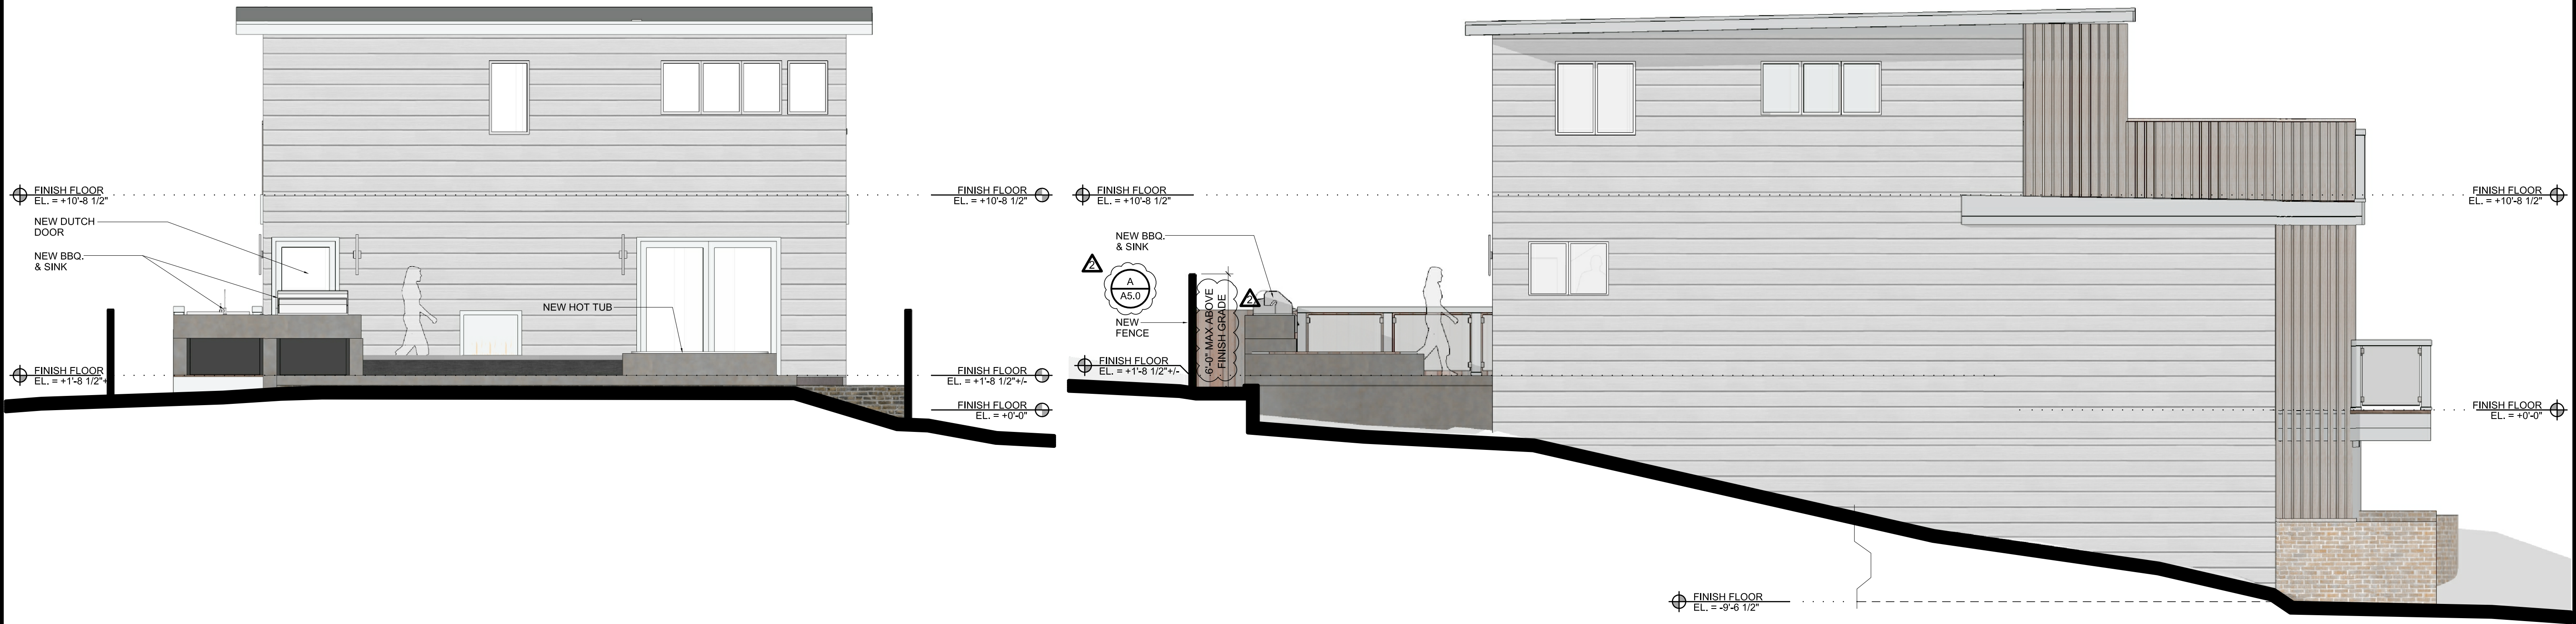 FINISH FLOOR
EL. = +10'-8 1/2"
NEW DUTCH
DOOR
NEW BBQ.
& SINK
FINISH FLOOR
EL. = +1'-8 1/2"+
NEW HOT TUB
FINISH FLOOR
EL. = +10'-8 1/2"
FINISH FLOOR
EL. = +1'-8 1/2"+/-
FINISH FLOOR
EL. = +0'-0"
FINISH FLOOR
EL. = +10'-8 1/2"
NEW BBQ.
& SINK
2
A
A5.0
NEW
FENCE
6'-0" MAX ABOVE
FINISH GRADE
2
FINISH FLOOR
EL. = +1'-8 1/2"+/-
FINISH FLOOR
EL. = +10'-8 1/2"
FINISH FLOOR
EL. = +0'-0"
FINISH FLOOR
EL. = -9'-6 1/2"